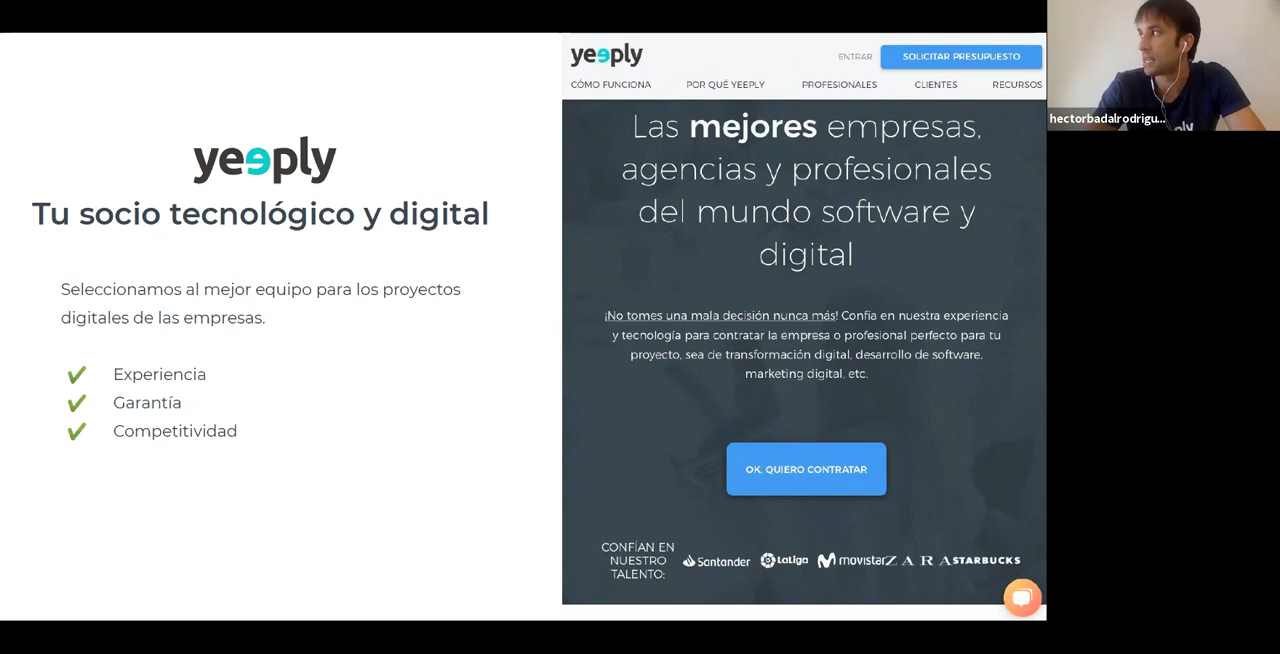 yeeply
Tu socio tecnológico y digital
Seleccionamos al mejor equipo para los proyectos
digitales de las empresas.
Experiencia
Garantía
Competitividad
yeeply
ENTRAR
SOLICITAR PRESUPUESTO
CÓMO FUNCIONA
POR QUÉ YEEPLY
PROFESIONALES
CLIENTES
RECURSOS
Las mejores empresas,
agencias y profesionales
del mundo software y
digital
¡No tomes una mala decisión nunca más! Confía en nuestra experiencia
y tecnología para contratar la empresa o profesional perfecto para tu
proyecto, sea de transformación digital, desarrollo de software,
marketing digital, etc.
OK, QUIERO CONTRATAR
CONFÍAN EN
NUESTRO
TALENTO:
Santander
LaLiga
movistar
ZARA
STARBUCKS
hectorbadalrodrigu...